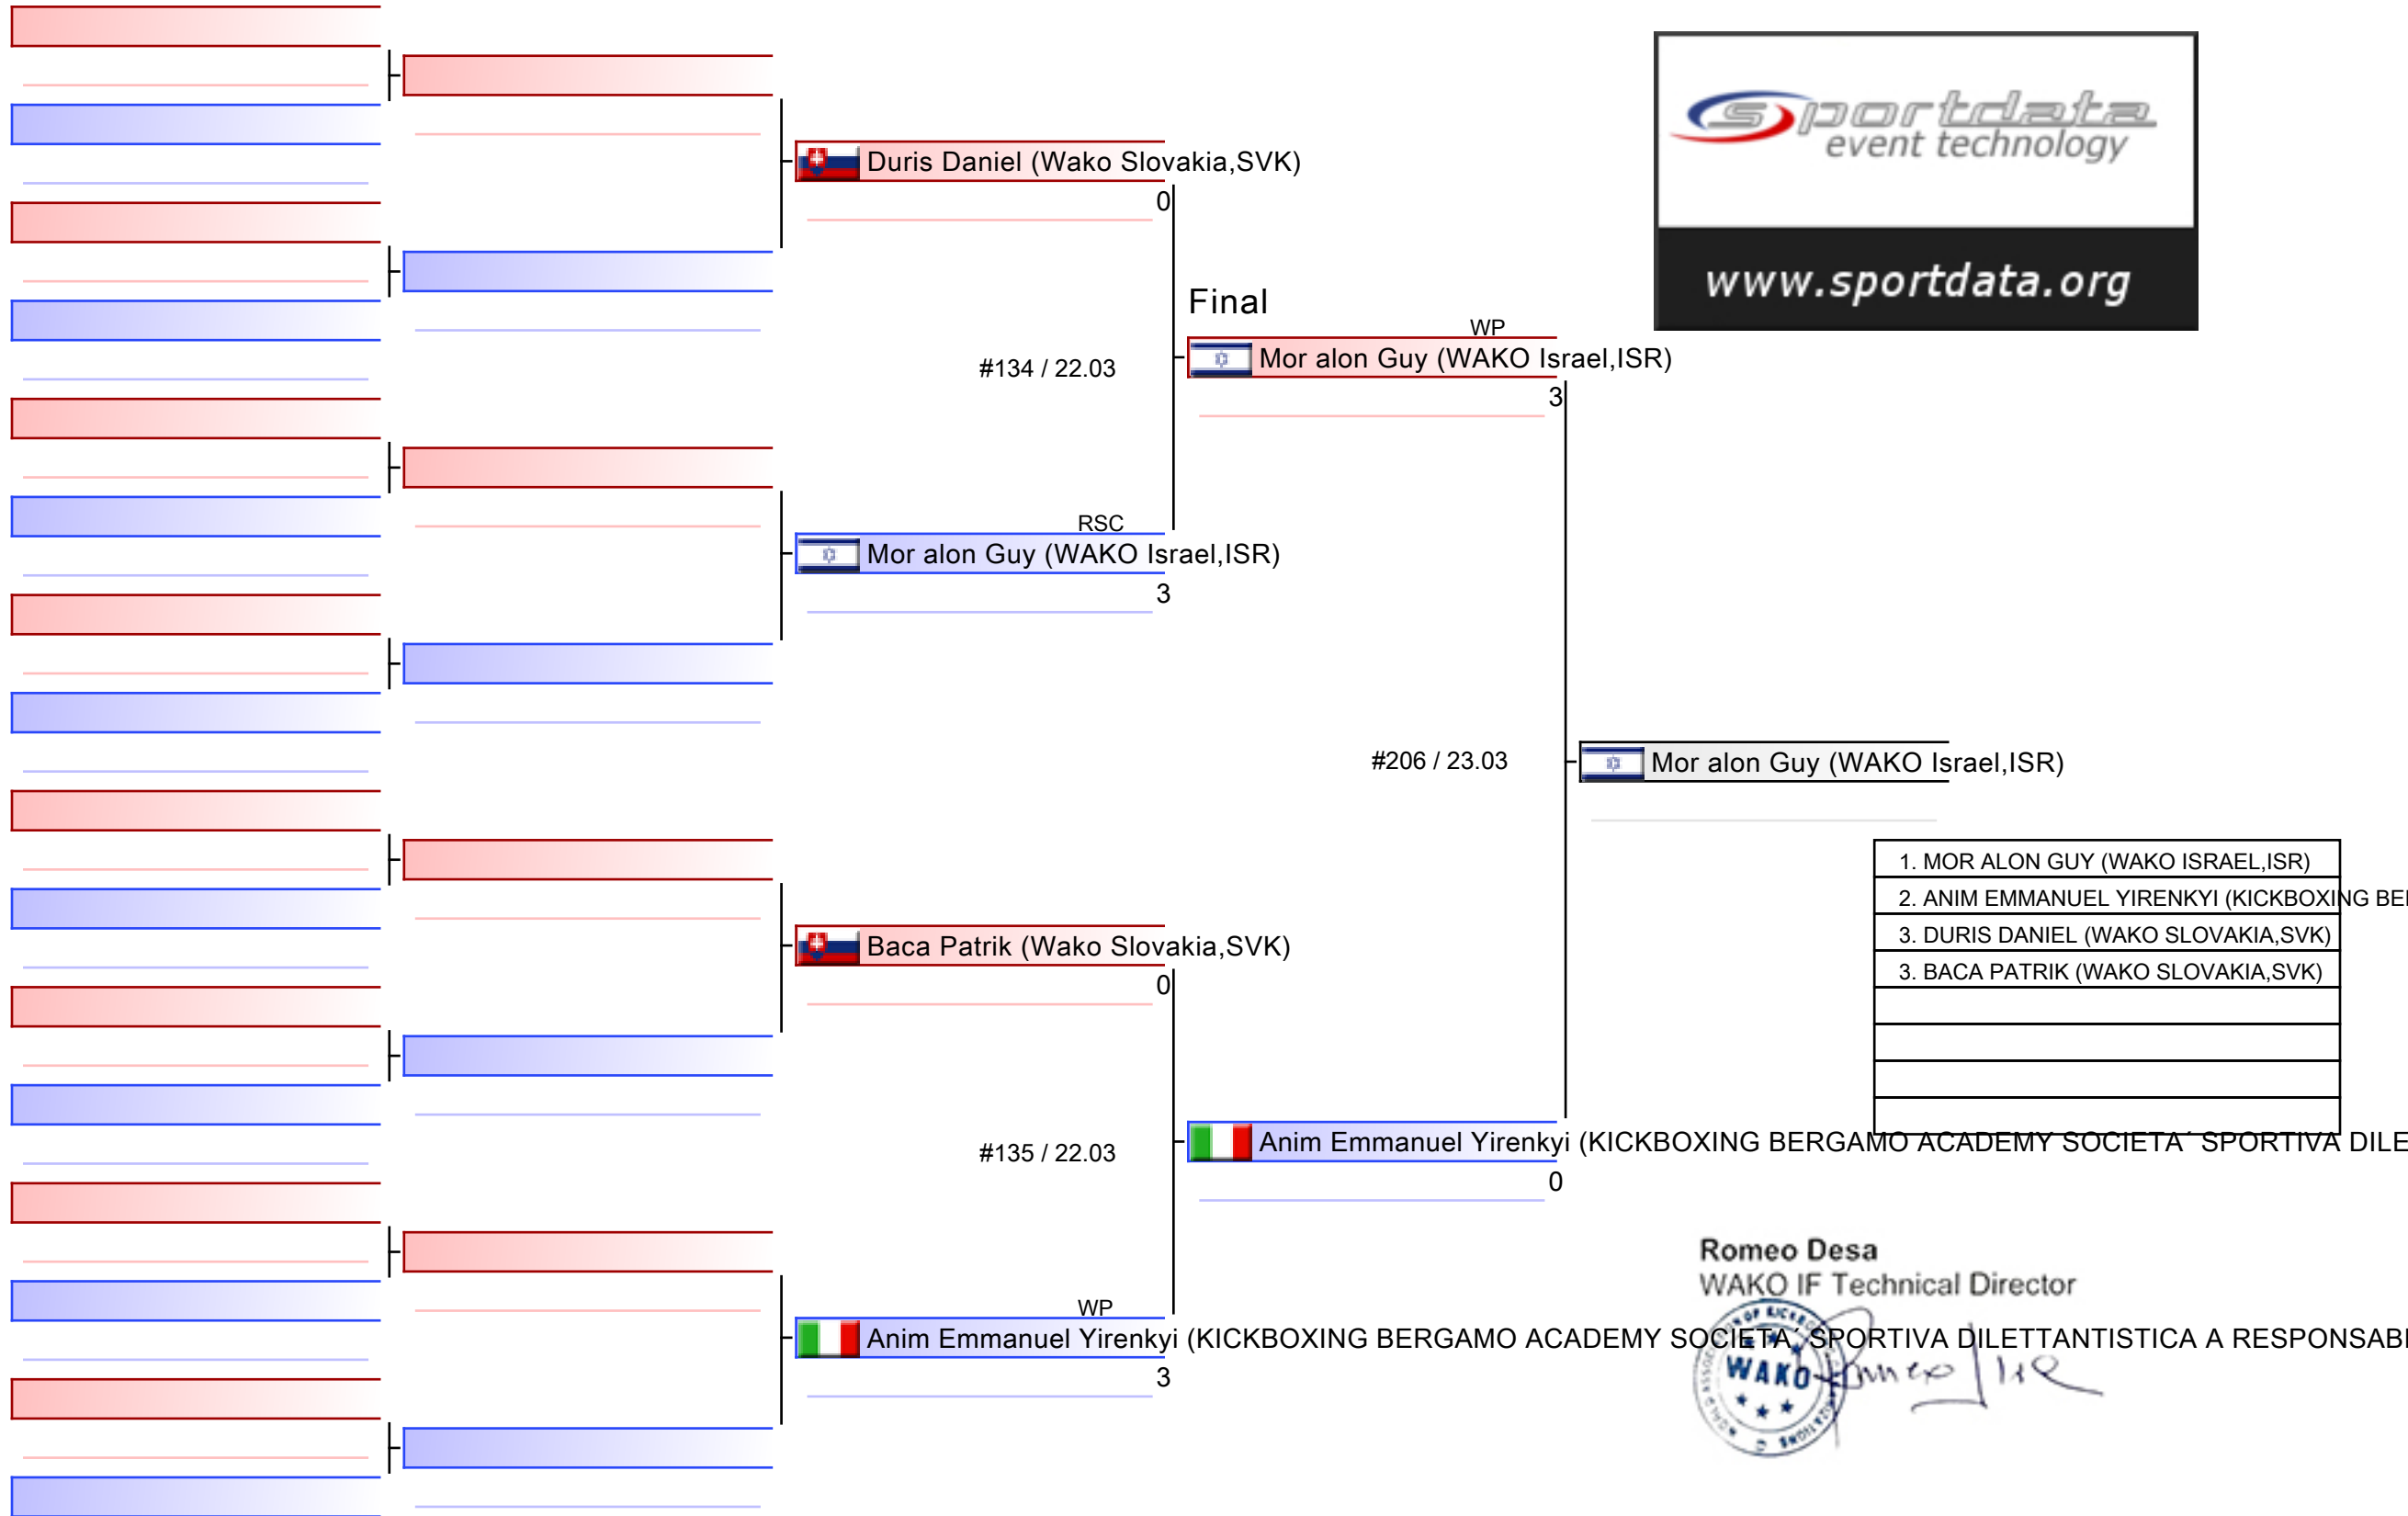 sportdata
event technology
www.sportdata.org
Duris Daniel (Wako Slovakia,SVK)
0
#134 / 22.03
RSC
Mor alon Guy (WAKO Israel,ISR)
3
Final
WP
Mor alon Guy (WAKO Israel,ISR)
3
#206 / 23.03
Mor alon Guy (WAKO Israel,ISR)
1. MOR ALON GUY (WAKO ISRAEL,ISR)
2. ANIM EMMANUEL YIRENKYI (KICKBOXING BE
3. DURIS DANIEL (WAKO SLOVAKIA,SVK)
3. BACA PATRIK (WAKO SLOVAKIA,SVK)
Baca Patrik (Wako Slovakia,SVK)
0
#135 / 22.03
Anim Emmanuel Yirenkyi (KICKBOXING BERGAMO ACADEMY SOCIETA´ SPORTIVA DILE
0
WP
Anim Emmanuel Yirenkyi (KICKBOXING BERGAMO ACADEMY SOCIETA´ SPORTIVA DILETTANTISTICA A RESPONSABI
3
Romeo Desa
WAKO IF Technical Director
WAKO